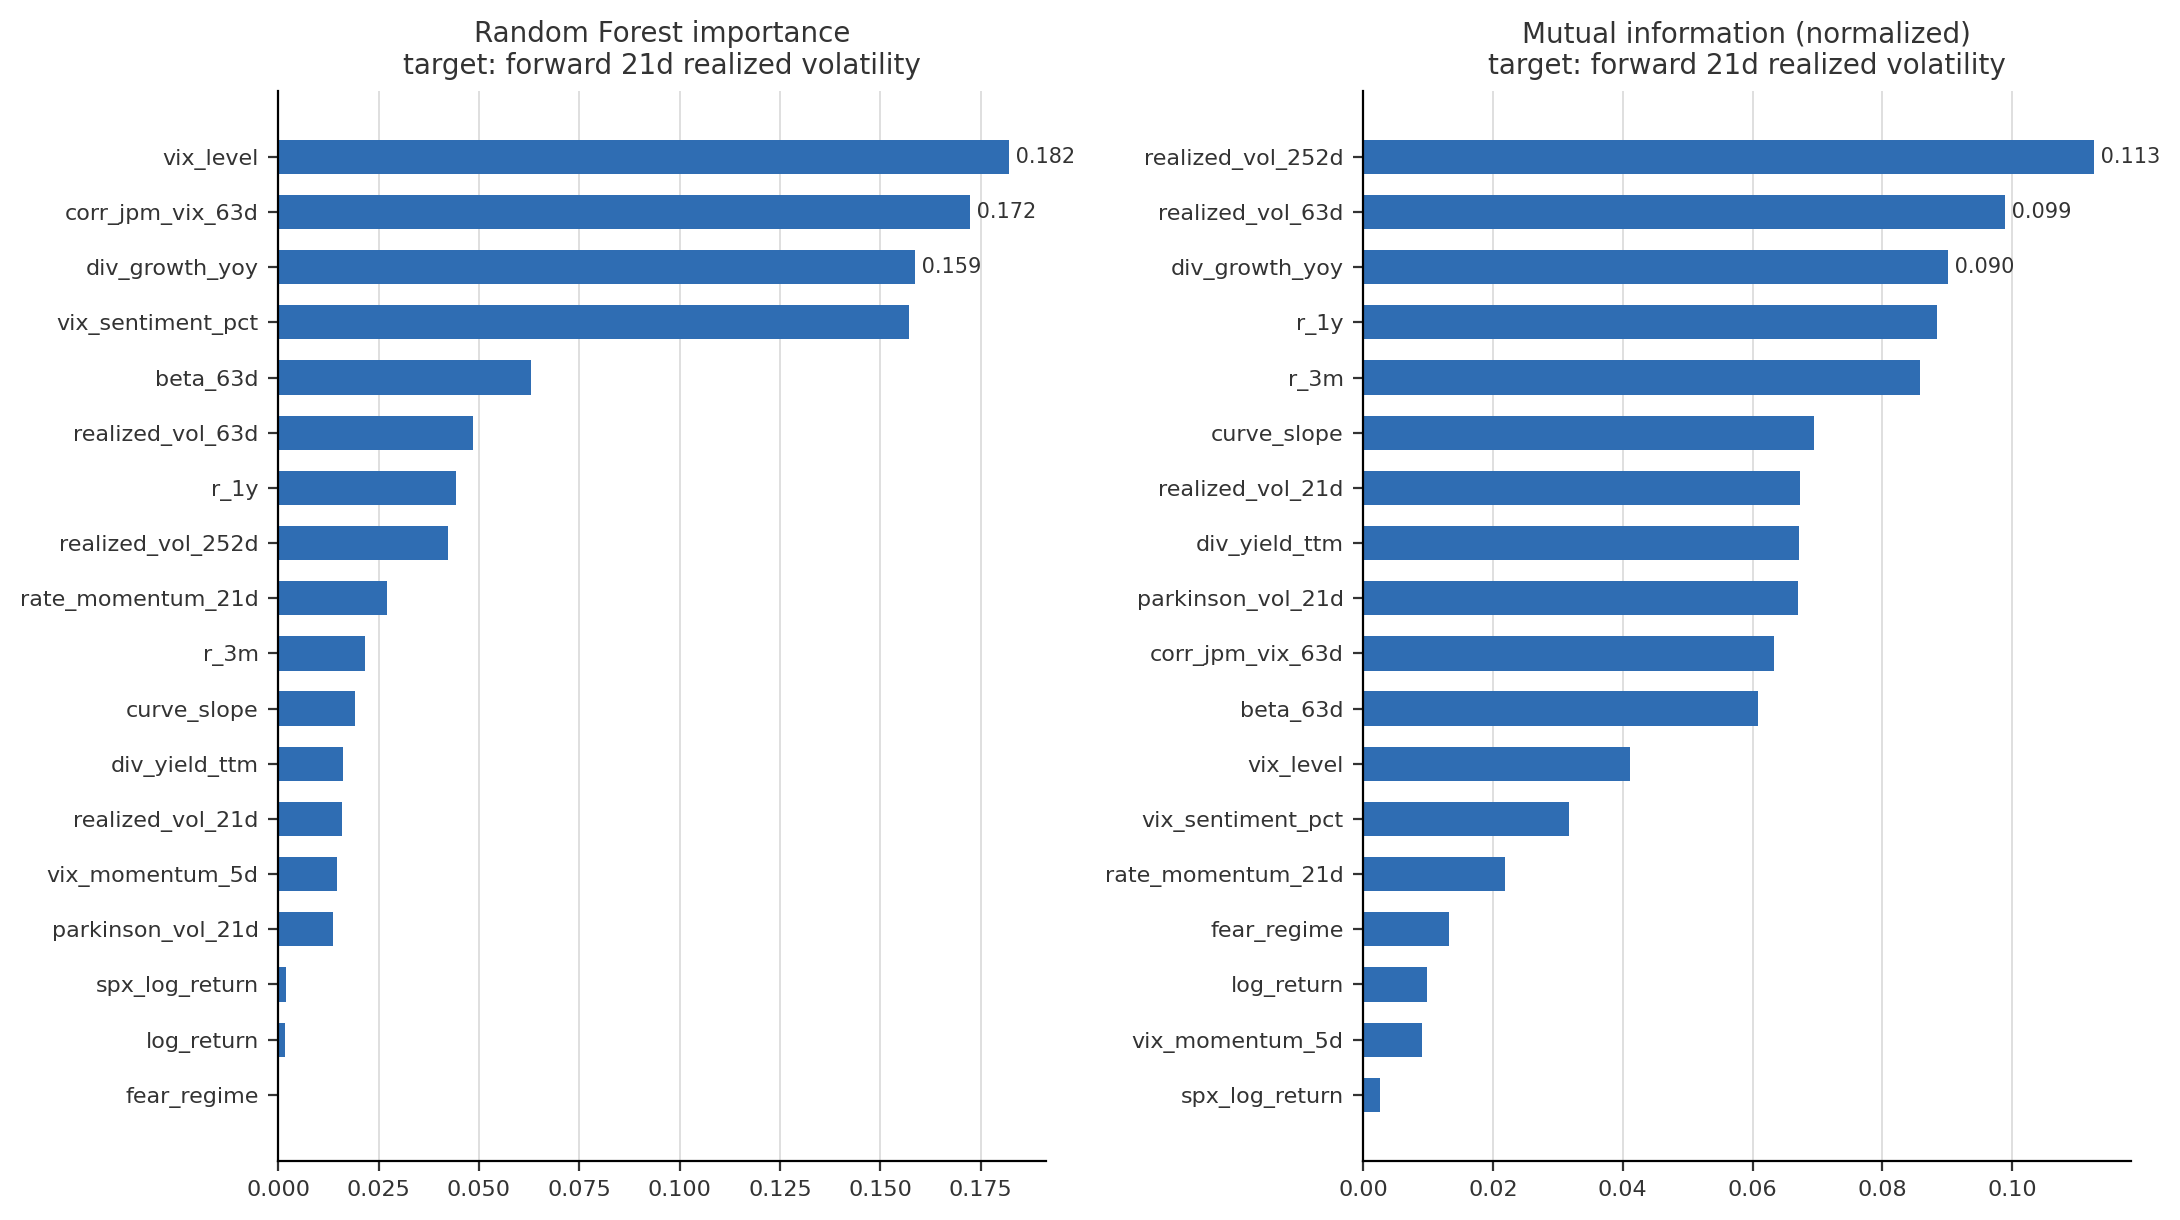 Random Forest importance
target: forward 21d realized volatility
vix_level
0.182
corr_jpm_vix_63d
0.172
div_growth_yoy
0.159
vix_sentiment_pct
beta_63d
realized_vol_63d
r_1y
realized_vol_252d
rate_momentum_21d
r_3m
curve_slope
div_yield_ttm
realized_vol_21d
vix_momentum_5d
parkinson_vol_21d
spx_log_return
log_return
fear_regime
0.000 0.025 0.050 0.075 0.100 0.125 0.150 0.175
Mutual information (normalized)
target: forward 21d realized volatility
realized_vol_252d
0.113
realized_vol_63d
0.099
div_growth_yoy
0.090
r_1y
r_3m
curve_slope
realized_vol_21d
div_yield_ttm
parkinson_vol_21d
corr_jpm_vix_63d
beta_63d
vix_level
vix_sentiment_pct
rate_momentum_21d
fear_regime
log_return
vix_momentum_5d
spx_log_return
0.00 0.02 0.04 0.06 0.08 0.10